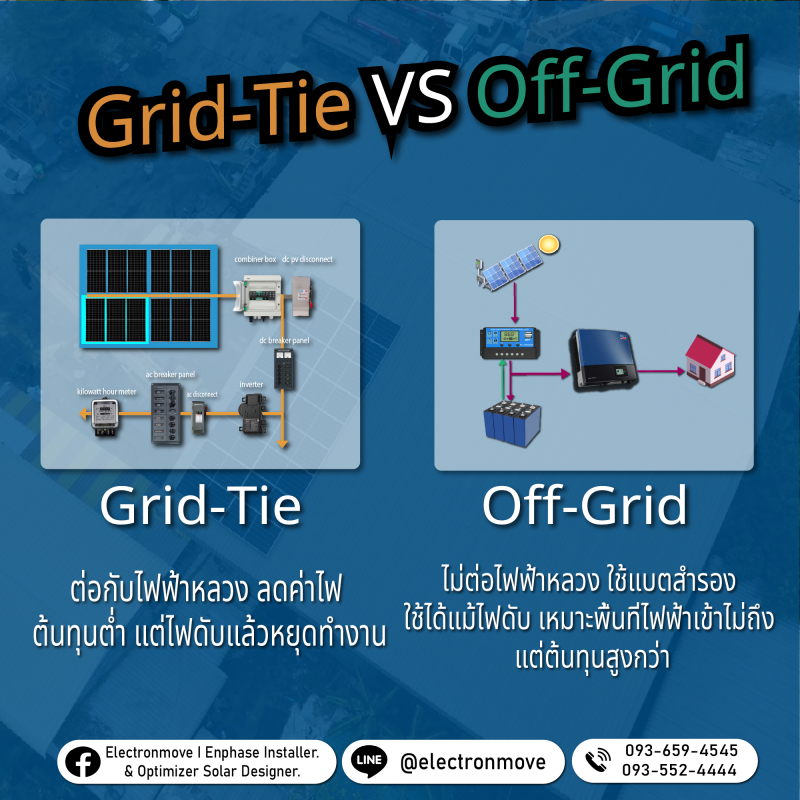 Grid-Tie VS Off-Grid
combiner box dc pv disconnect
dc breaker panel
ac breaker panel
inverter
kilowatt hour meter
ac disconnect
Grid-Tie
Off-Grid
ต่อกับไฟฟ้าหลวง ลดค่าไฟ
ต้นทุนต่ำ แต่ไฟดับแล้วหยุดทำงาน
ไม่ต่อไฟฟ้าหลวง ใช้แบตสำรอง
ใช้ได้แม้ไฟดับ เหมาะพื้นที่ไฟฟ้าเข้าไม่ถึง
แต่ต้นทุนสูงกว่า
Electronmove I Enphase Installer.
& Optimizer Solar Designer.
LINE @electronmove
093-659-4545
093-552-4444